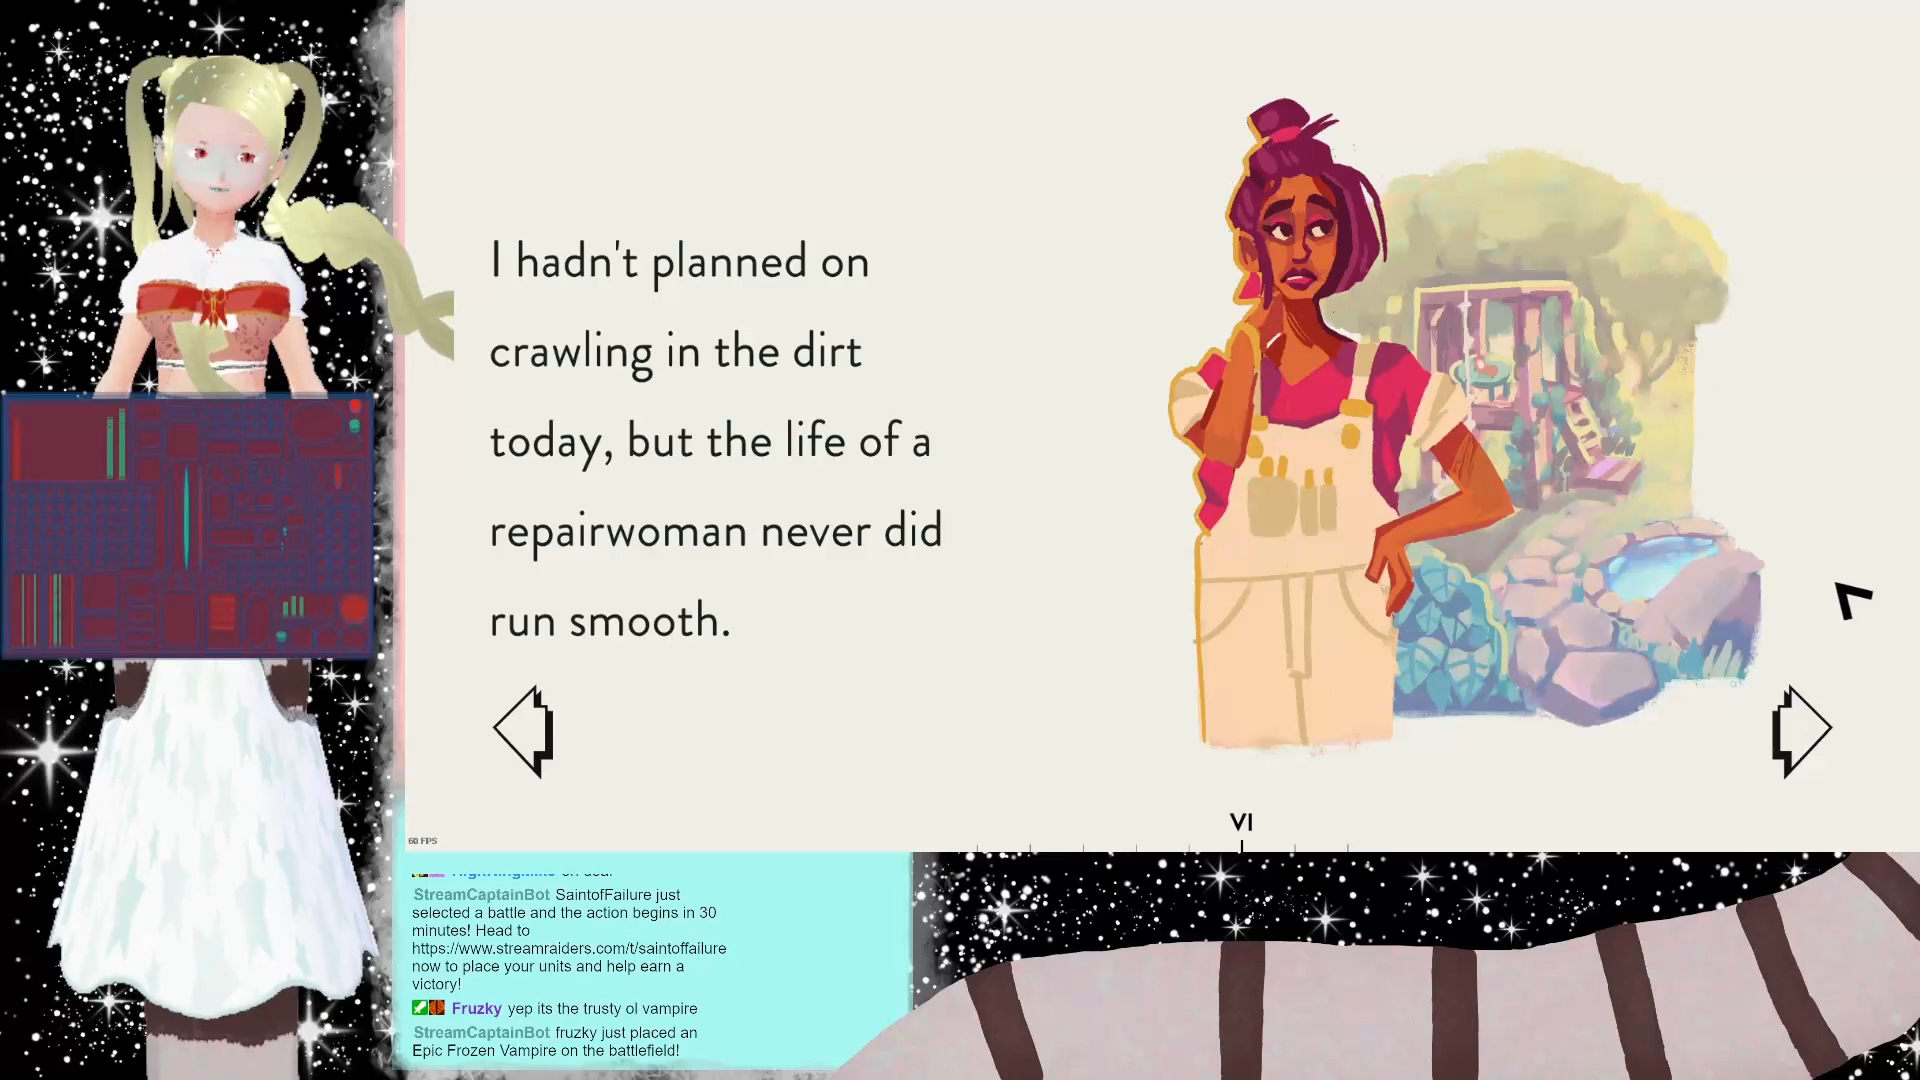 I hadn't planned on
crawling in the dirt
today, but the life of a
repairwoman never did
run smooth.
VI
60 FPS
StreamCaptainBot SaintofFailure just
selected a battle and the action begins in 30
minutes! Head to
https://www.streamraiders.com/t/saintoffailure
now to place your units and help earn a
victory!
Fruzky yep its the trusty ol vampire
StreamCaptainBot fruzky just placed an
Epic Frozen Vampire on the battlefield!